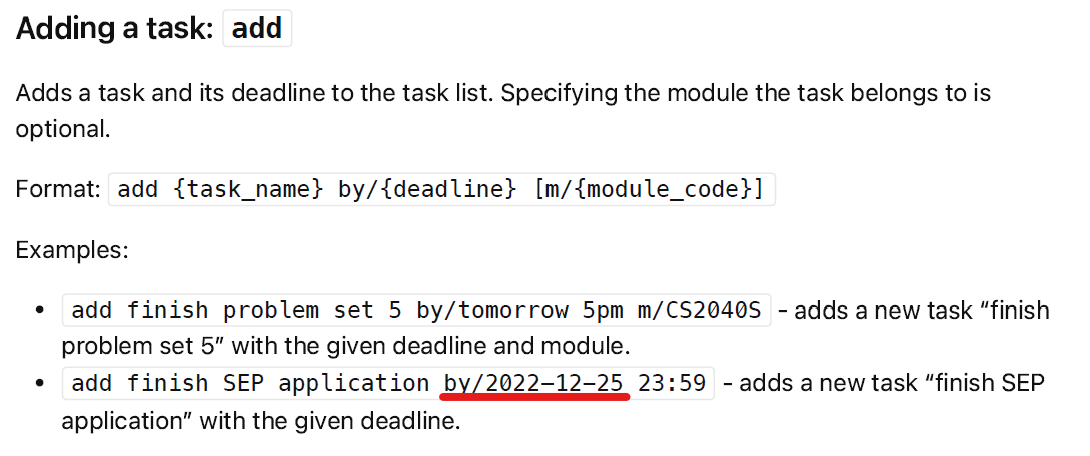 Adding a task: add
Adds a task and its deadline to the task list. Specifying the module the task belongs to is
optional.
Format: add {task_name} by/{deadline} [m/{module_code}]
Examples:
• add finish problem set 5 by/tomorrow 5pm m/CS2040S - adds a new task “finish
problem set 5” with the given deadline and module.
• add finish SEP application by/2022-12-25 23:59 - adds a new task “finish SEP
application” with the given deadline.